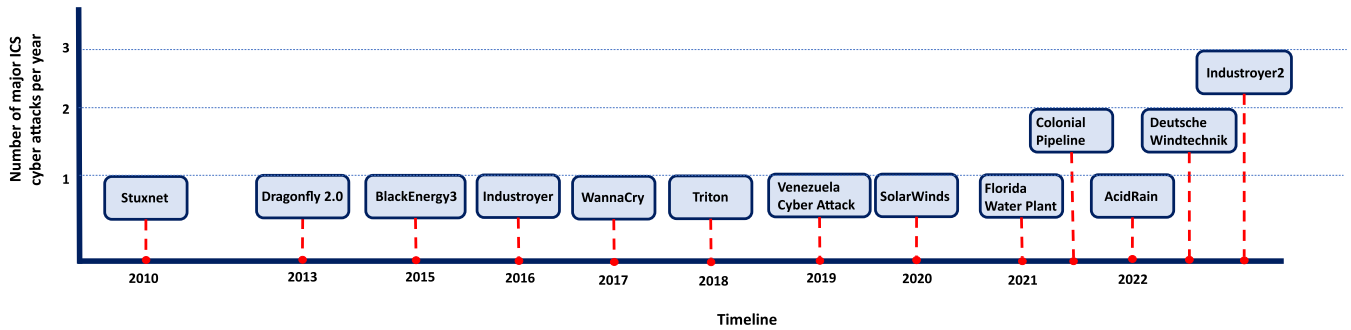 Number of major ICS
cyber attacks per year
3
2
1
Industroyer2
Colonial
Pipeline
Deutsche
Windtechnik
Stuxnet
Dragonfly 2.0
BlackEnergy3
Industroyer
WannaCry
Triton
Venezuela
Cyber Attack
SolarWinds
Florida
Water Plant
AcidRain
2010
2013
2015
2016
2017
2018
2019
2020
2021
2022
Timeline